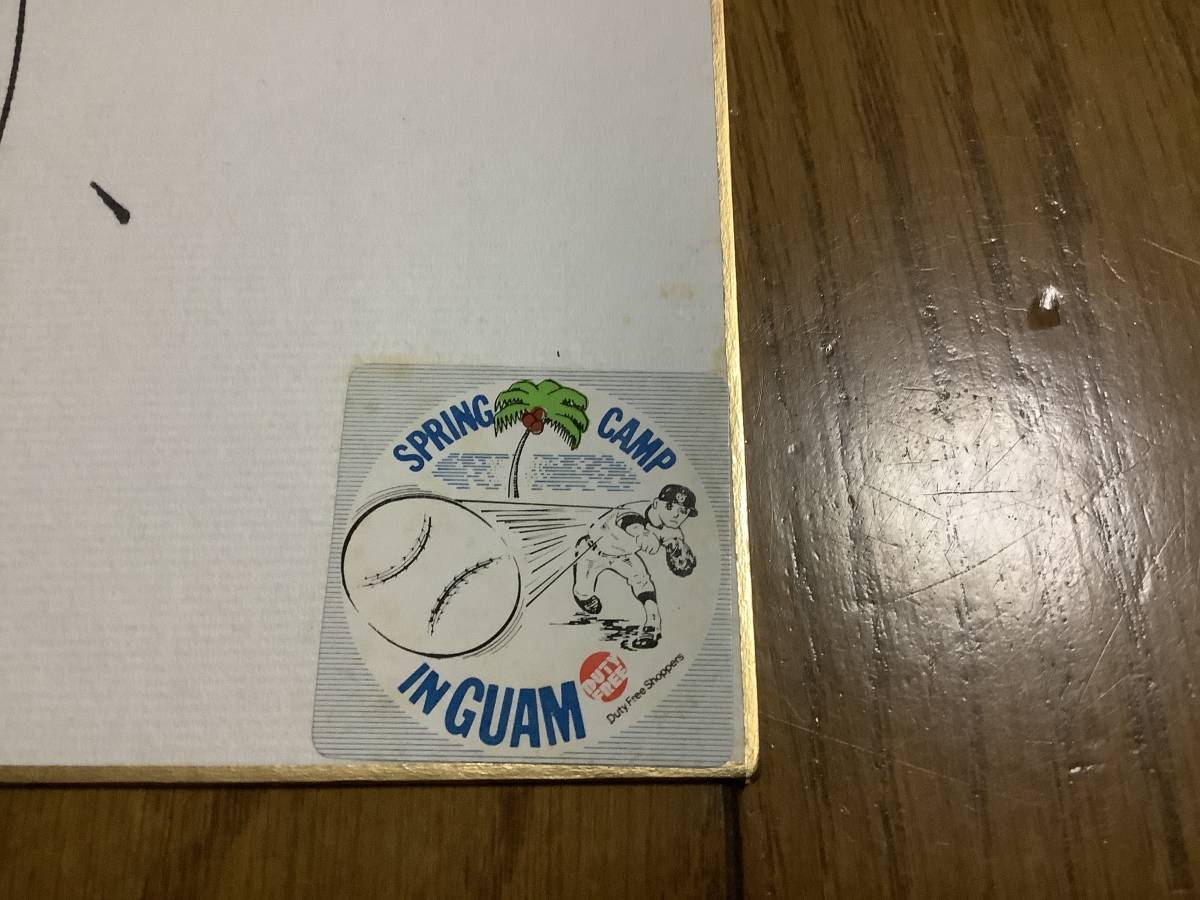 SPRING CAMP
IN GUAM
DUTY
FREE
Duty Free Shoppers